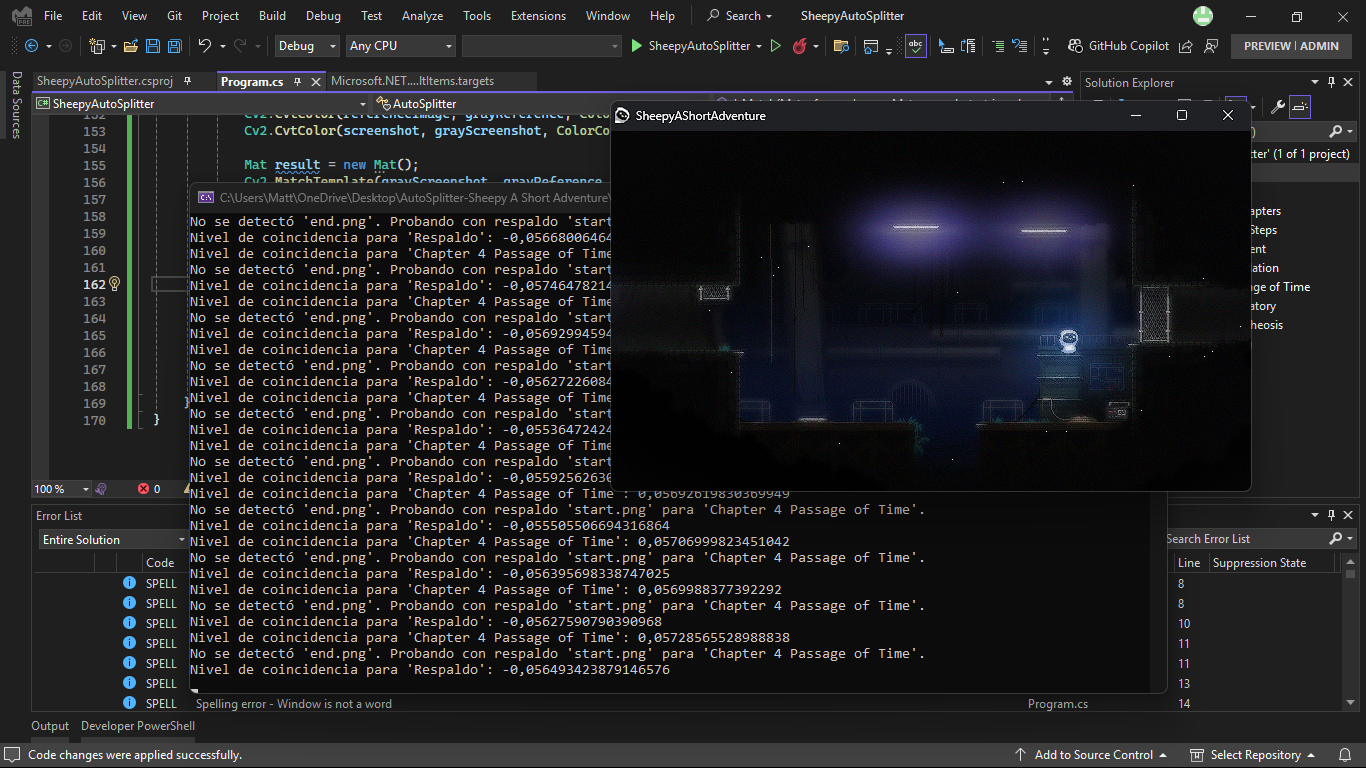 File Edit View Git Project Build Debug Test Analyze Tools Extensions Window Help Search SheepyAutoSplitter
Debug Any CPU SheepyAutoSplitter GitHub Copilot PREVIEW | ADMIN
Data Sources
SheepyAutoSplitter.csproj Program.cs Microsoft.NET....ltItems.targets
Solution Explorer
SheepyAutoSplitter AutoSplitter
SheepyAShortAdventure
153 Cv2.CvtColor(screenshot, grayScreenshot, ColorCo
tter' (1 of 1 project)
154
155 Mat result = new Mat();
156 Cv2.MatchTemplate(grayScreenshot, grayReference,
157
158
159
160
161
162
163
164
165
166
167
168
169 }
170 }
C:\Users\Matt\OneDrive\Desktop\AutoSplitter-Sheepy A Short Adventure\
No se detectó 'end.png'. Probando con respaldo 'start
Nivel de coincidencia para 'Respaldo': -0,05668006464
Nivel de coincidencia para 'Chapter 4 Passage of Time
No se detectó 'end.png'. Probando con respaldo 'start
Nivel de coincidencia para 'Respaldo': -0,05746478214
Nivel de coincidencia para 'Chapter 4 Passage of Time
No se detectó 'end.png'. Probando con respaldo 'start
Nivel de coincidencia para 'Respaldo': -0,05692994594
Nivel de coincidencia para 'Chapter 4 Passage of Time
No se detectó 'end.png'. Probando con respaldo 'start
Nivel de coincidencia para 'Respaldo': -0,05627226084
Nivel de coincidencia para 'Chapter 4 Passage of Time
No se detectó 'end.png'. Probando con respaldo 'start
Nivel de coincidencia para 'Respaldo': -0,05536472424
Nivel de coincidencia para 'Chapter 4 Passage of Time
No se detectó 'end.png'. Probando con respaldo 'start
Nivel de coincidencia para 'Respaldo': -0,05592562630
Nivel de coincidencia para 'Chapter 4 Passage of Time': 0,056926198303699​49
No se detectó 'end.png'. Probando con respaldo 'start.png' para 'Chapter 4 Passage of Time'.
Nivel de coincidencia para 'Respaldo': -0,055505506694316864
Nivel de coincidencia para 'Chapter 4 Passage of Time': 0,05706999823451042
No se detectó 'end.png'. Probando con respaldo 'start.png' para 'Chapter 4 Passage of Time'.
Nivel de coincidencia para 'Respaldo': -0,056395698338747025
Nivel de coincidencia para 'Chapter 4 Passage of Time': 0,0569988377392292
No se detectó 'end.png'. Probando con respaldo 'start.png' para 'Chapter 4 Passage of Time'.
Nivel de coincidencia para 'Respaldo': -0,05627590790390968
Nivel de coincidencia para 'Chapter 4 Passage of Time': 0,05728565528988838
No se detectó 'end.png'. Probando con respaldo 'start.png' para 'Chapter 4 Passage of Time'.
Nivel de coincidencia para 'Respaldo': -0,056493423879146576
apters
Steps
ent
lation
ge of Time
atory
heosis
100 % 0
Error List
Entire Solution Search Error List
Code Line Suppression State
SPELL 8
SPELL 8
SPELL 10
SPELL 11
SPELL 11
SPELL 13
SPELL Spelling error - Window is not a word Program.cs 14
Output Developer PowerShell
Code changes were applied successfully. Add to Source Control Select Repository